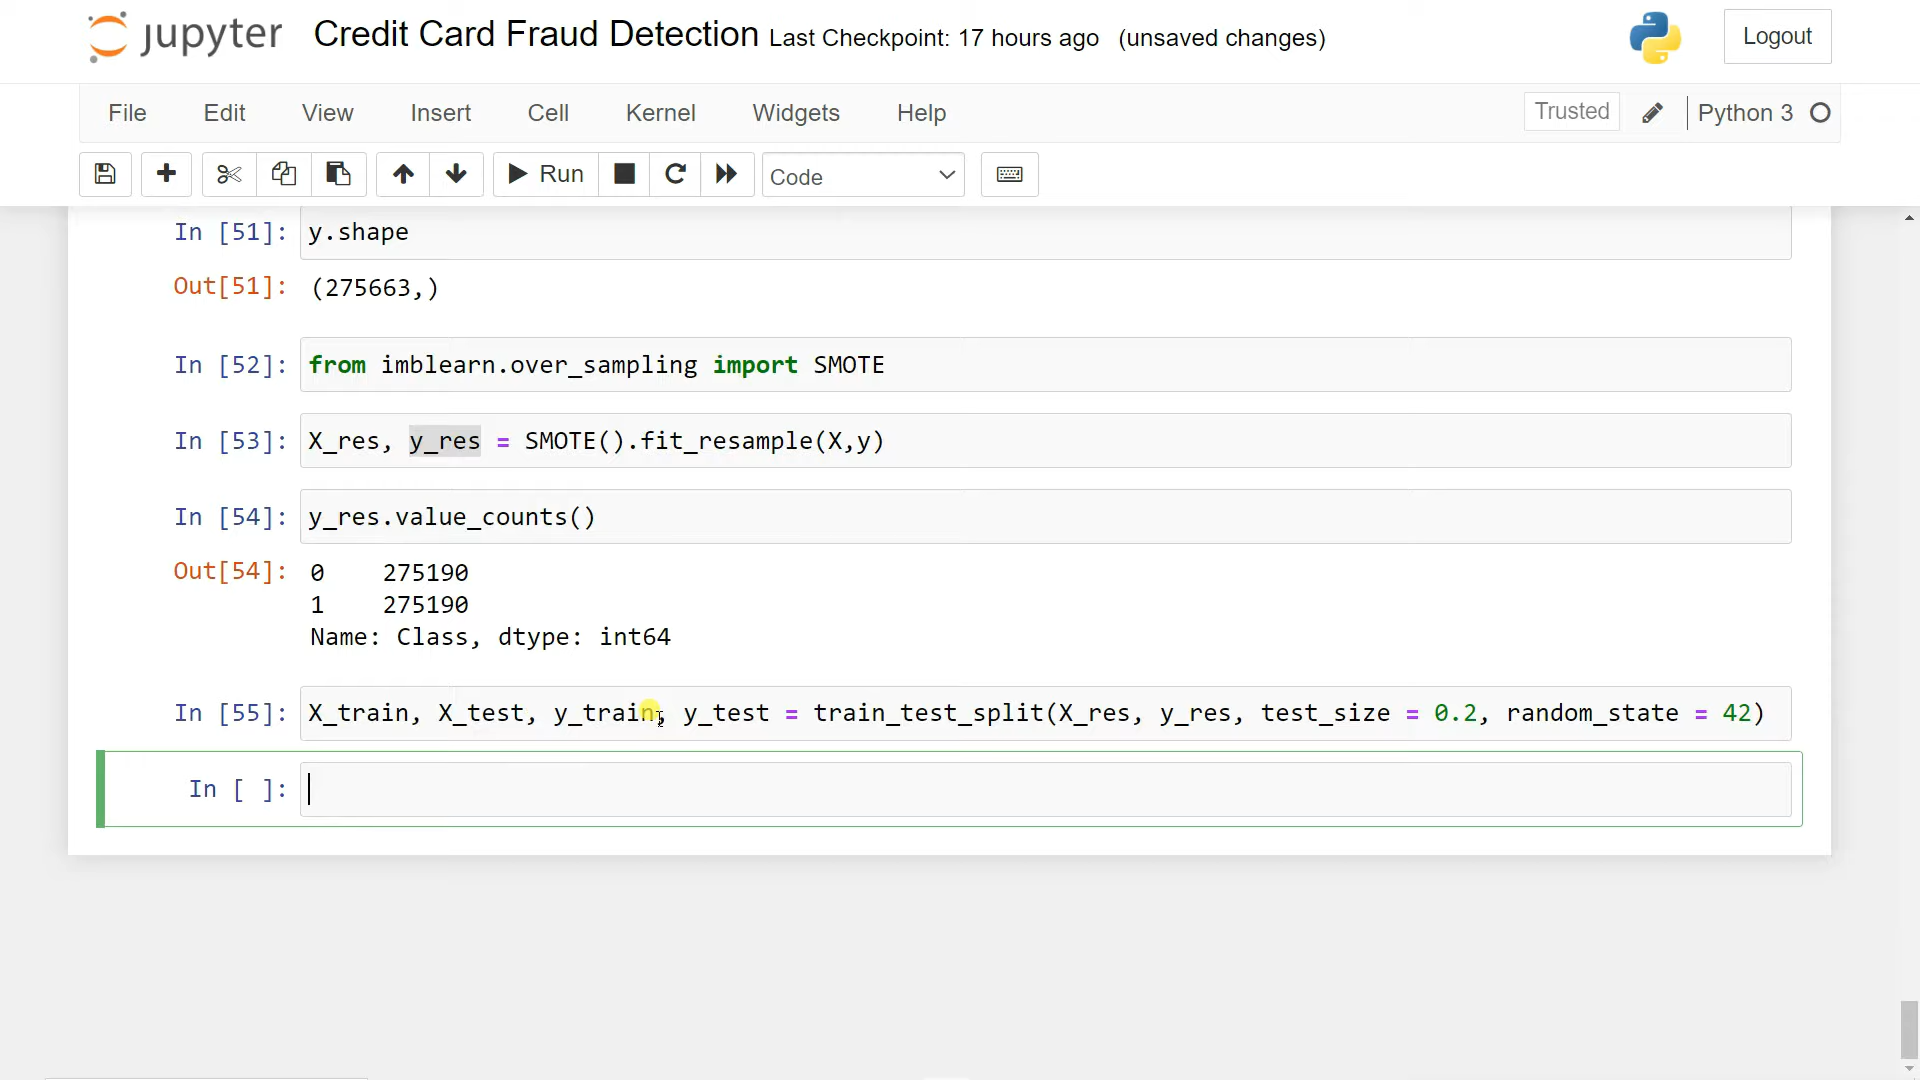 jupyter Credit Card Fraud Detection Last Checkpoint: 17 hours ago (unsaved changes) Logout
File Edit View Insert Cell Kernel Widgets Help Trusted Python 3
Run Code
In [51]: y.shape
Out[51]: (275663,)
In [52]: from imblearn.over_sampling import SMOTE
In [53]: X_res, y_res = SMOTE().fit_resample(X,y)
In [54]: y_res.value_counts()
Out[54]: 0 275190
1 275190
Name: Class, dtype: int64
In [55]: X_train, X_test, y_train, y_test = train_test_split(X_res, y_res, test_size = 0.2, random_state = 42)
In [ ]: